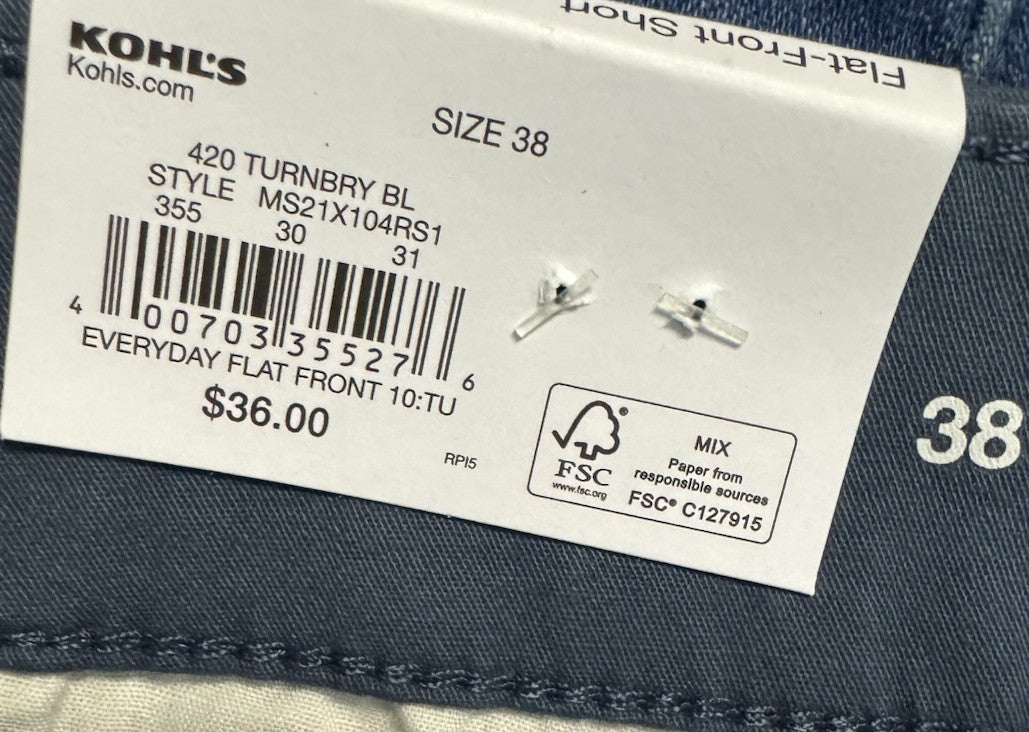 Flat-Front Short
KOHL'S
Kohls.com
SIZE 38
420 TURNBRY BL
STYLE MS21X104RS1
355 30 31
4 00703 35527 6
EVERYDAY FLAT FRONT 10:TU
$36.00
RPI5
FSC
www.fsc.org
MIX
Paper from
responsible sources
FSC® C127915
38